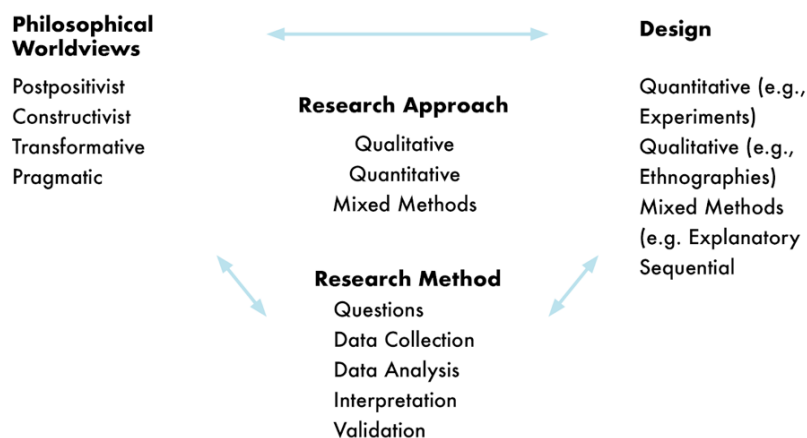 Philosophical
Worldviews
Postpositivist
Constructivist
Transformative
Pragmatic
Research Approach
Qualitative
Quantitative
Mixed Methods
Design
Quantitative (e.g.,
Experiments)
Qualitative (e.g.,
Ethnographies)
Mixed Methods
(e.g. Explanatory
Sequential
Research Method
Questions
Data Collection
Data Analysis
Interpretation
Validation